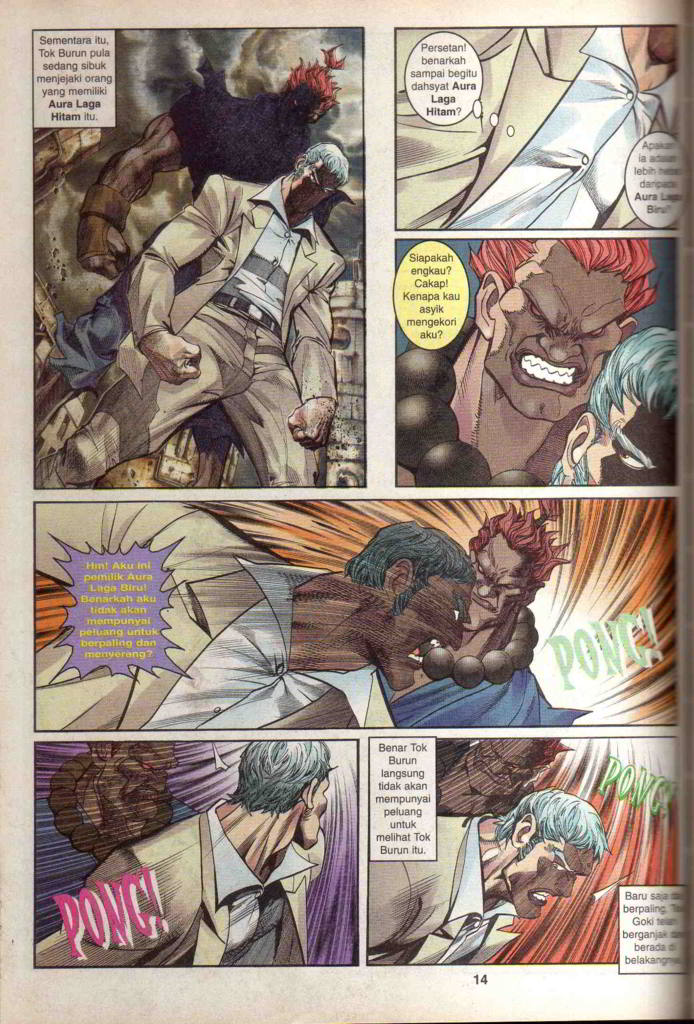 Sementara itu,
Tok Burun pula
sedang sibuk
menjejaki orang
yang memiliki
Aura Laga
Hitam itu.
Persetan!
benarkah
sampai begitu
dahsyat Aura
Laga
Hitam?
Apakah
ia adalah
lebih hebat
daripada
Aura Laga
Biru?
Siapakah
engkau?
Cakap!
Kenapa kau
asyik
mengekori
aku?
Hm! Aku ini
pemilik Aura
Laga Biru!
Benarkah aku
tidak akan
mempunyai
peluang untuk
berpaling dan
menyerang?
PONG!
PONG!
Benar Tok
Burun
langsung
tidak akan
mempunyai
peluang
untuk
melihat Tok
Burun itu.
PONG!
Baru saja
berpaling,
Goki telah
berganjak
berada di
belakangnya.
14